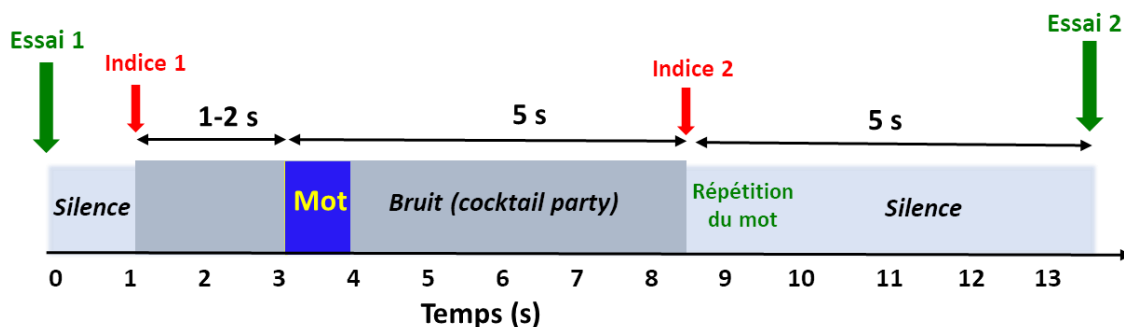 Essai 1
Essai 2
Indice 1
Indice 2
1-2 s
5 s
5 s
Silence
Mot
Bruit (cocktail party)
Répétition
du mot
Silence
0 1 2 3 4 5 6 7 8 9 10 11 12 13
Temps (s)